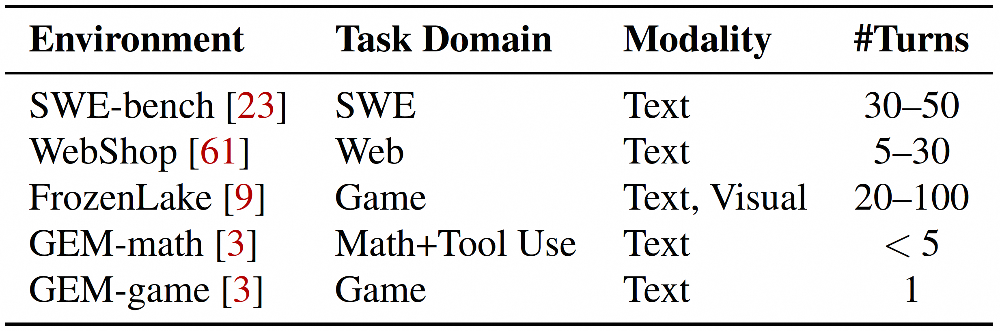 Environment Task Domain Modality #Turns
SWE-bench [23] SWE Text 30–50
WebShop [61] Web Text 5–30
FrozenLake [9] Game Text, Visual 20–100
GEM-math [3] Math+Tool Use Text < 5
GEM-game [3] Game Text 1